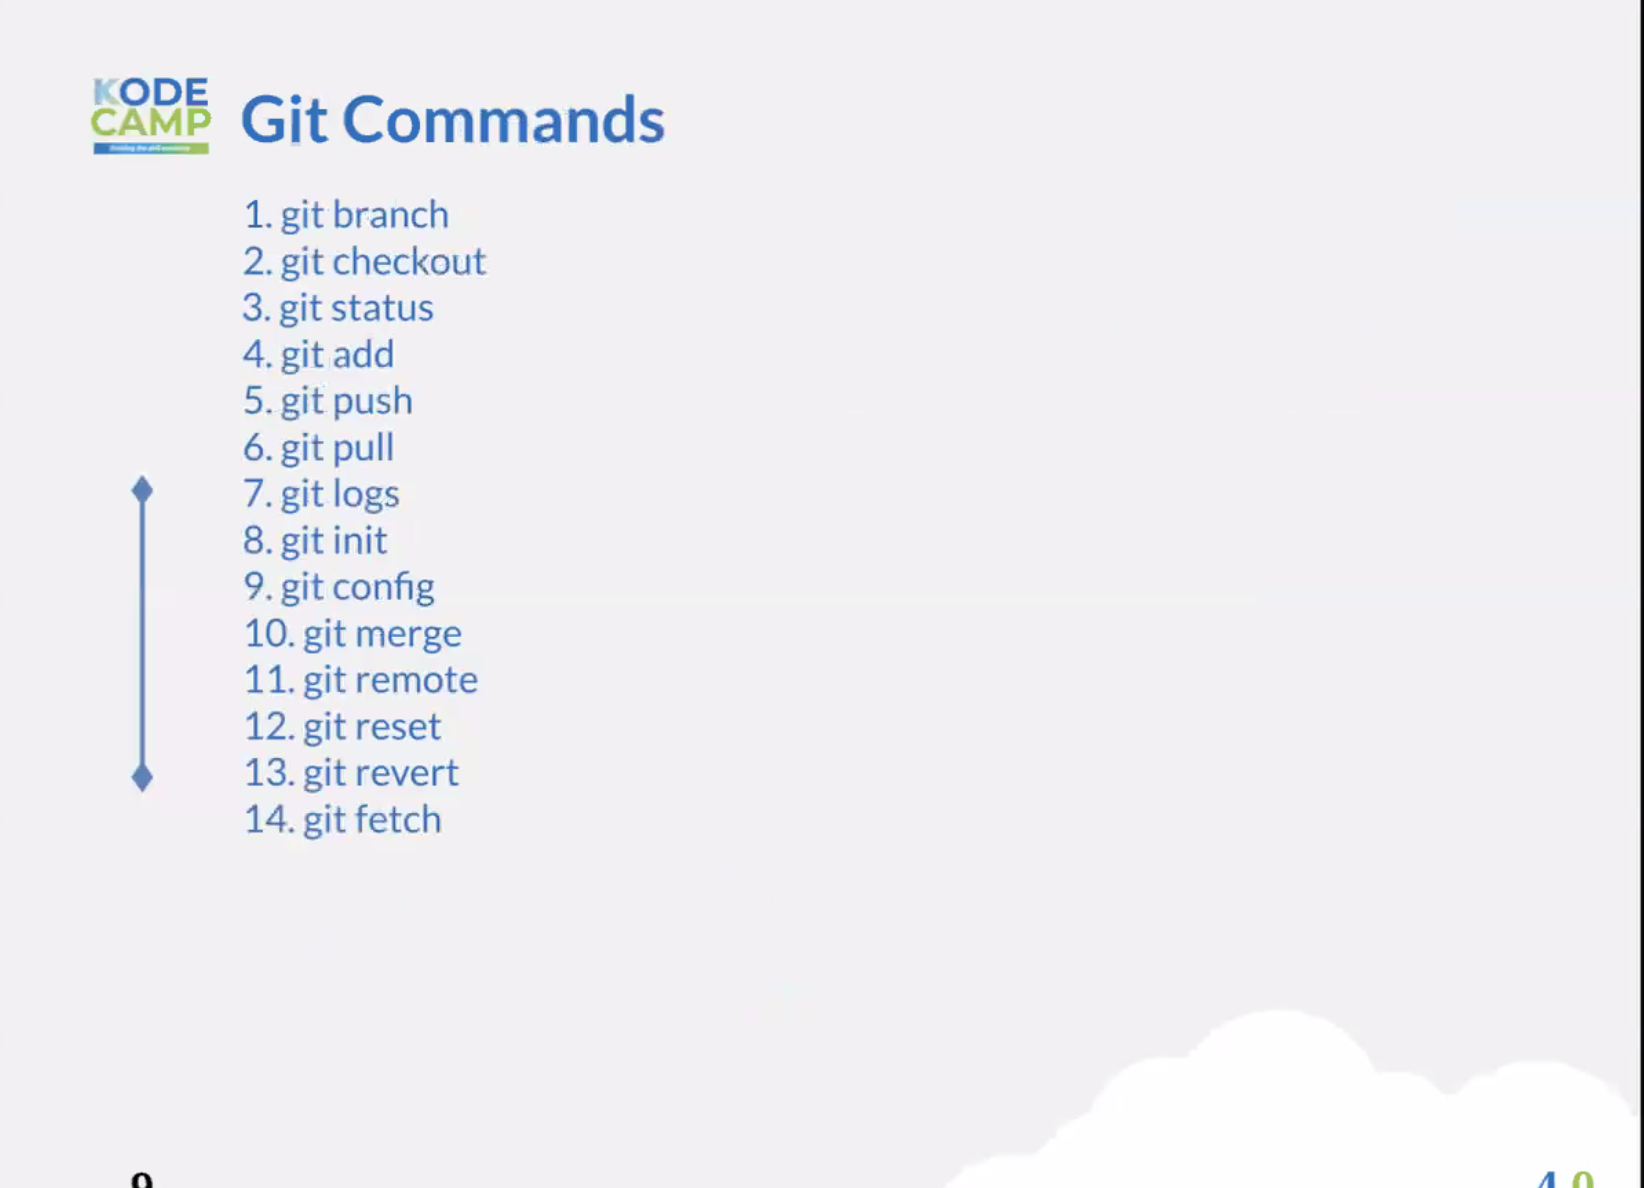 KODE
CAMP
Git Commands
1. git branch
2. git checkout
3. git status
4. git add
5. git push
6. git pull
7. git logs
8. git init
9. git config
10. git merge
11. git remote
12. git reset
13. git revert
14. git fetch
9
4.0